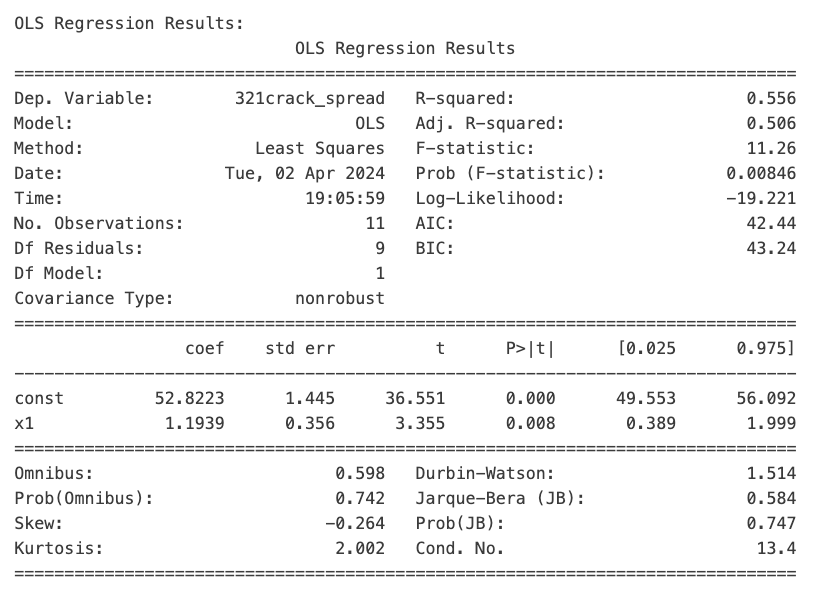 OLS Regression Results:
OLS Regression Results
==============================================================================
Dep. Variable:        321crack_spread   R-squared:                       0.556
Model:                            OLS   Adj. R-squared:                  0.506
Method:                 Least Squares   F-statistic:                     11.26
Date:                Tue, 02 Apr 2024   Prob (F-statistic):            0.00846
Time:                        19:05:59   Log-Likelihood:                -19.221
No. Observations:                  11   AIC:                             42.44
Df Residuals:                       9   BIC:                             43.24
Df Model:                           1
Covariance Type:            nonrobust
==============================================================================
                 coef    std err          t      P>|t|      [0.025      0.975]
------------------------------------------------------------------------------
const         52.8223      1.445     36.551      0.000      49.553      56.092
x1             1.1939      0.356      3.355      0.008       0.389       1.999
==============================================================================
Omnibus:                        0.598   Durbin-Watson:                   1.514
Prob(Omnibus):                  0.742   Jarque-Bera (JB):                0.584
Skew:                          -0.264   Prob(JB):                        0.747
Kurtosis:                       2.002   Cond. No.                         13.4
==============================================================================